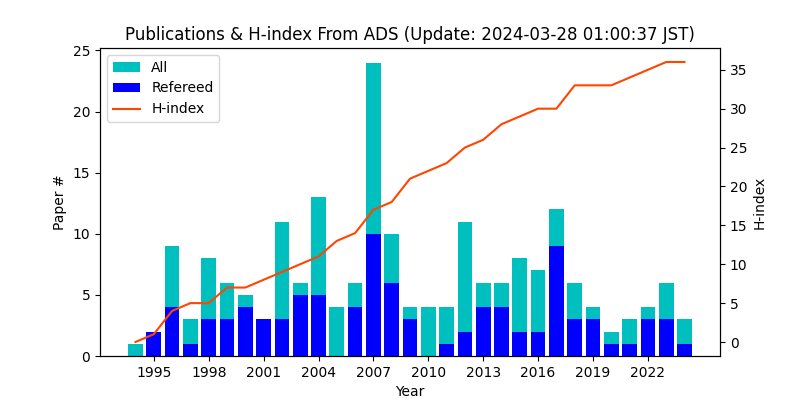 Publications & H-index From ADS (Update: 2024-03-28 01:00:37 JST)
All
Refereed
H-index
Paper #
0
5
10
15
20
25
H-index
0
5
10
15
20
25
30
35
1995 1998 2001 2004 2007 2010 2013 2016 2019 2022
Year